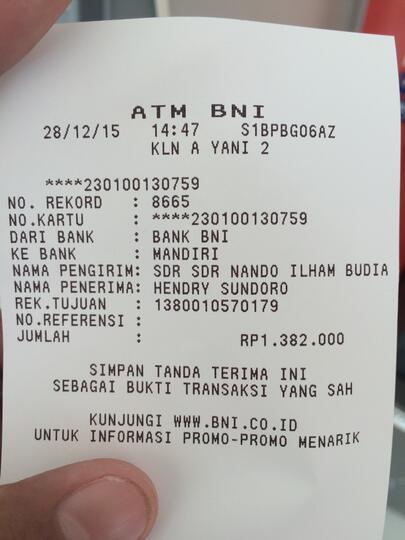 ATM BNI
28/12/15 14:47 S1BPBG06AZ
KLN A YANI 2
****230100130759
NO. REKORD : 8665
NO.KARTU : ****230100130759
DARI BANK : BANK BNI
KE BANK : MANDIRI
NAMA PENGIRIM: SDR SDR NANDO ILHAM BUDIA
NAMA PENERIMA: HENDRY SUNDORO
REK.TUJUAN : 1380010570179
NO.REFERENSI :
JUMLAH : RP1.382.000
SIMPAN TANDA TERIMA INI
SEBAGAI BUKTI TRANSAKSI YANG SAH
KUNJUNGI WWW.BNI.CO.ID
UNTUK INFORMASI PROMO-PROMO MENARIK